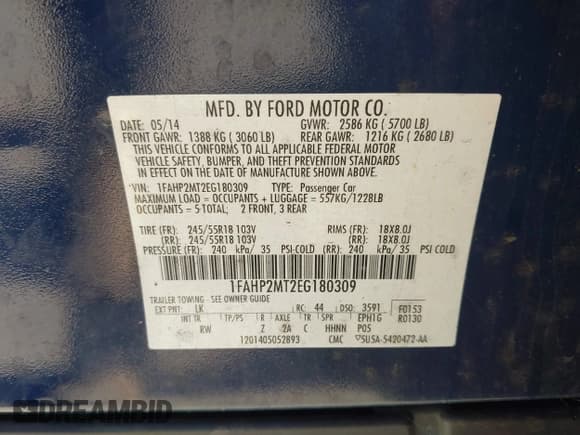 MFD. BY FORD MOTOR CO.
DATE: 05/14 GVWR: 2586 KG ( 5700 LB)
FRONT GAWR: 1388 KG ( 3060 LB) REAR GAWR: 1216 KG ( 2680 LB)
THIS VEHICLE CONFORMS TO ALL APPLICABLE FEDERAL MOTOR
VEHICLE SAFETY, BUMPER, AND THEFT PREVENTION STANDARDS
IN EFFECT ON THE DATE OF MANUFACTURE SHOWN ABOVE.
VEHICLE: 1FAHP2MT2EG180309 TYPE: Passenger Car
MAXIMUM LOAD = OCCUPANTS + LUGGAGE = 557KG/1228LB
OCCUPANTS = 5 TOTAL; 2 FRONT, 3 REAR
TIRE (FR): 245/55R18 103V RIMS (FR): 18X8.0J
(RR): 245/55R18 103V (RR): 18X8.0J
PRESSURE (FR): 240 kPa/ 35 PSI-COLD (RR): 240 kPa/ 35 PSI COLD
1FAHP2MT2EG180309
TRAILER TOWING - SEE OWNER GUIDE
EXT PNT: LK RC: 44 DSO: 3591 F0153
INT TR TP/PS R AXLE TR SPR EPH1G R0130
RW Z 2A C HHNN P05
1201405052893 CMC 5U5A-5420472-AA
DREAMBID